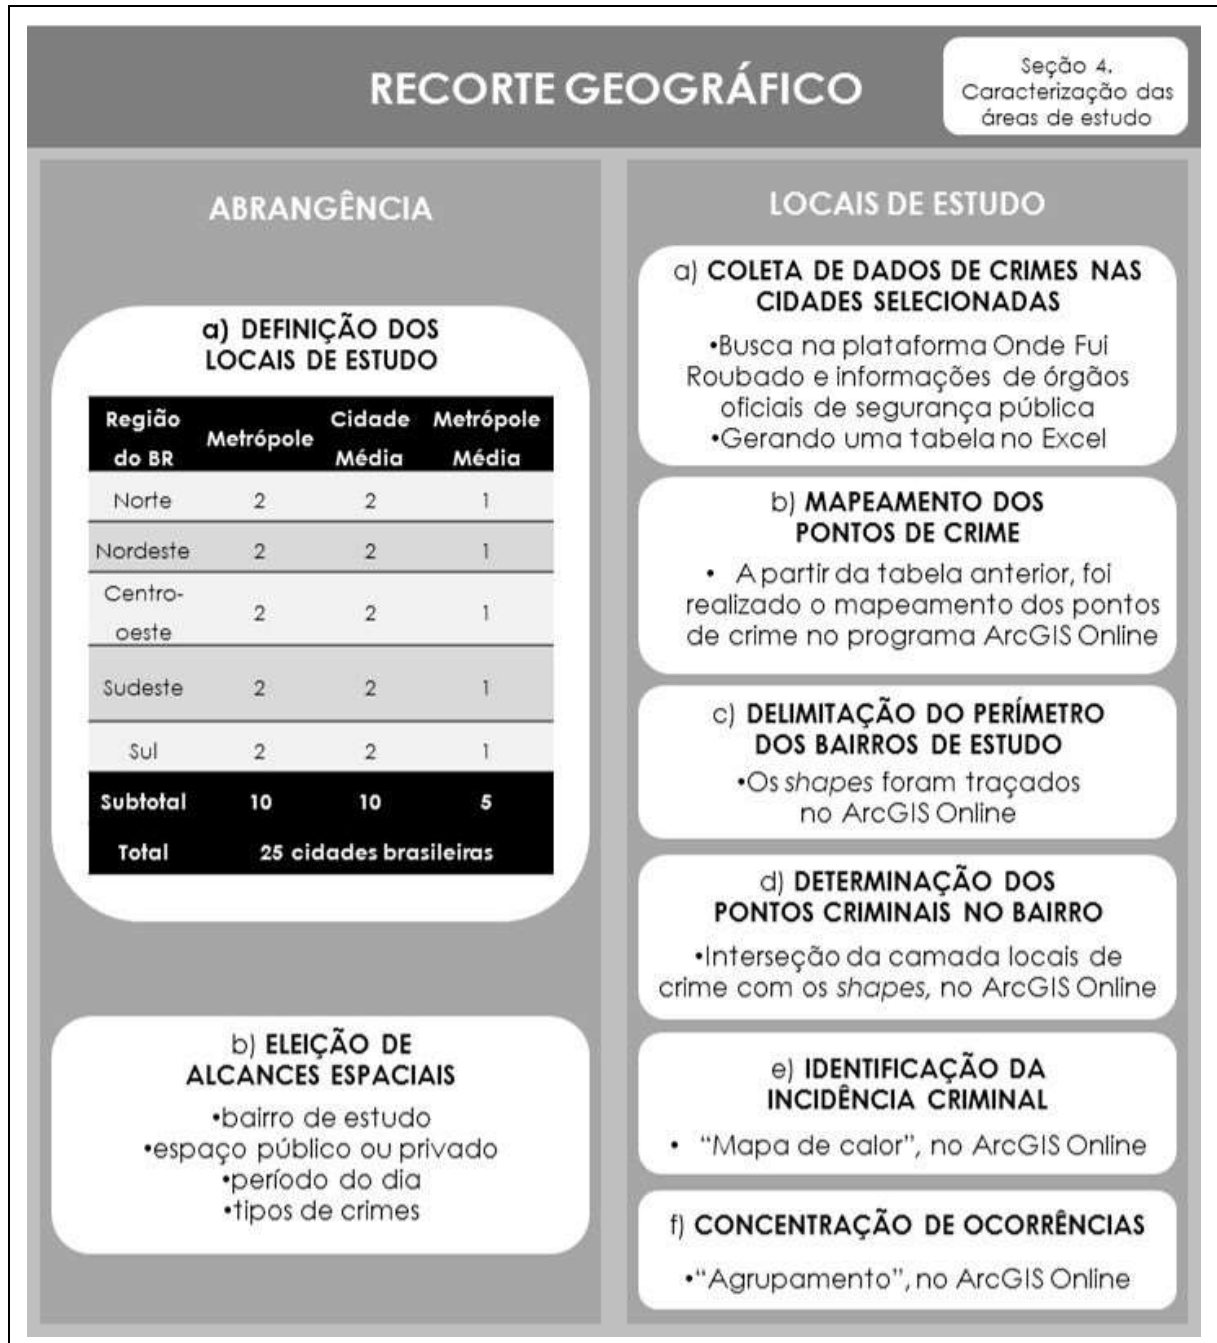 RECORTE GEOGRÁFICO
Seção 4.
Caracterização das
áreas de estudo
ABRANGÊNCIA
a) DEFINIÇÃO DOS
LOCAIS DE ESTUDO
Região do BR Metrópole Cidade Média Metrópole Média
Norte 2 2 1
Nordeste 2 2 1
Centro-
oeste 2 2 1
Sudeste 2 2 1
Sul 2 2 1
Subtotal 10 10 5
Total 25 cidades brasileiras
b) ELEIÇÃO DE
ALCANCES ESPACIAIS
•bairro de estudo
•espaço público ou privado
•período do dia
•tipos de crimes
LOCAIS DE ESTUDO
a) COLETA DE DADOS DE CRIMES NAS
CIDADES SELECIONADAS
•Busca na plataforma Onde Fui
Roubado e informações de órgãos
oficiais de segurança pública
•Gerando uma tabela no Excel
b) MAPEAMENTO DOS
PONTOS DE CRIME
• A partir da tabela anterior, foi
realizado o mapeamento dos pontos
de crime no programa ArcGIS Online
c) DELIMITAÇÃO DO PERÍMETRO
DOS BAIRROS DE ESTUDO
•Os shapes foram traçados
no ArcGIS Online
d) DETERMINAÇÃO DOS
PONTOS CRIMINAIS NO BAIRRO
•Interseção da camada locais de
crime com os shapes, no ArcGIS Online
e) IDENTIFICAÇÃO DA
INCIDÊNCIA CRIMINAL
• “Mapa de calor”, no ArcGIS Online
f) CONCENTRAÇÃO DE OCORRÊNCIAS
•“Agrupamento”, no ArcGIS Online